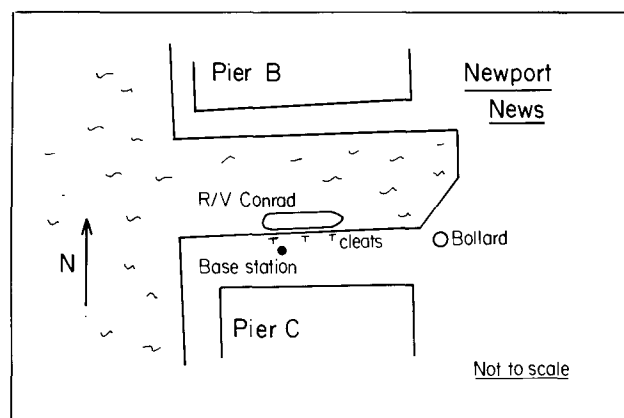 Pier B
Newport
News
R/V Conrad
cleats
Bollard
Base station
N
Pier C
Not to scale